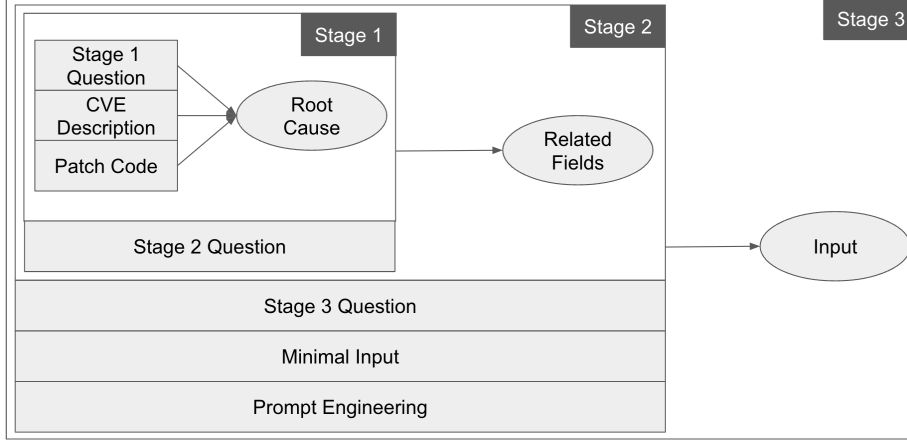 Stage 1
Stage 2
Stage 3
Stage 1
Question
CVE
Description
Patch Code
Root
Cause
Related
Fields
Stage 2 Question
Input
Stage 3 Question
Minimal Input
Prompt Engineering